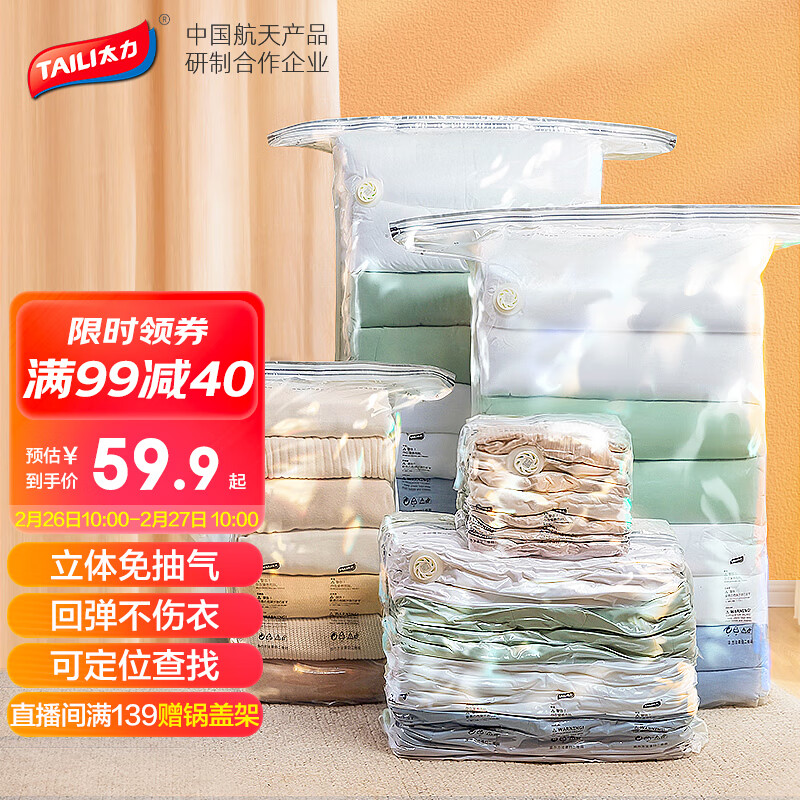 TAILI太力
®
中国航天产品
研制合作企业
限时领券
满99减40
预估¥
到手价
59.9起
2月26日10:00-2月27日10:00
立体免抽气
回弹不伤衣
可定位查找
直播间满139赠锅盖架
WARNING!
WARNING!
WARNING!